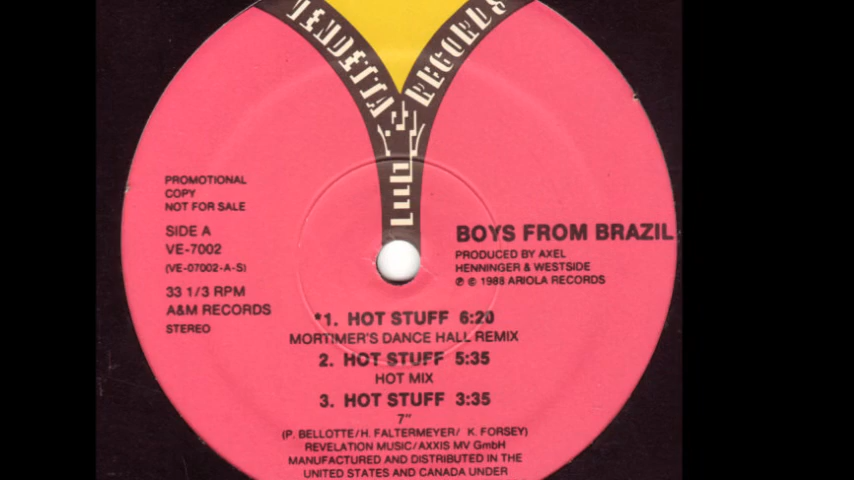 VENDETTA RECORDS
PROMOTIONAL
COPY
NOT FOR SALE
SIDE A
VE-7002
(VE-07002-A-S)
33 1/3 RPM
A&M RECORDS
STEREO
BOYS FROM BRAZIL
PRODUCED BY AXEL
HENNINGER & WESTSIDE
℗ © 1988 ARIOLA RECORDS
*1. HOT STUFF 6:20
MORTIMER'S DANCE HALL REMIX
2. HOT STUFF 5:35
HOT MIX
3. HOT STUFF 3:35
7"
(P. BELLOTTE/H. FALTERMEYER/ K. FORSEY)
REVELATION MUSIC/AXXIS MV GmbH
MANUFACTURED AND DISTRIBUTED IN THE
UNITED STATES AND CANADA UNDER